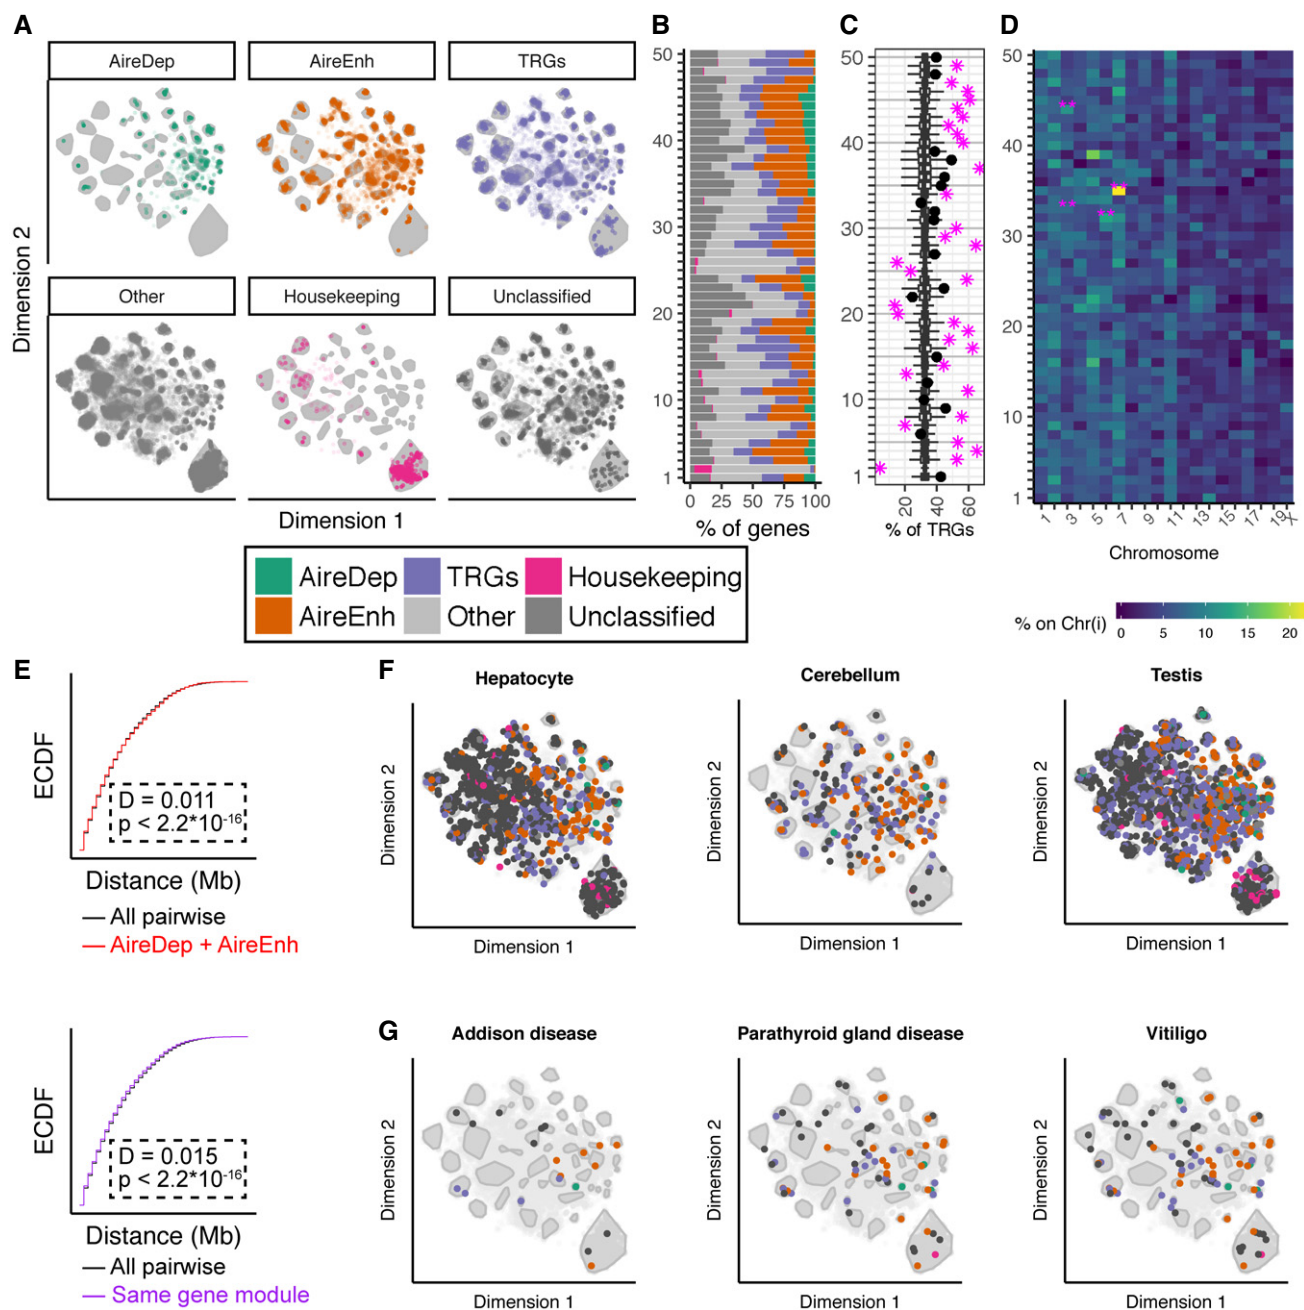 A
AireDep
AireEnh
TRGs
Other
Housekeeping
Unclassified
Dimension 2
Dimension 1
B
50
40
30
20
10
1
0 25 50 75 100
% of genes
C
50
40
30
20
10
1
20 40 60
% of TRGs
D
50
40
30
20
10
1
1 3 5 7 9 11 13 15 17 19 X
Chromosome
AireDep TRGs Housekeeping
AireEnh Other Unclassified
% on Chr(i)
0 5 10 15 20
E
ECDF
D = 0.011
p < 2.2*10-16
Distance (Mb)
All pairwise
AireDep + AireEnh
ECDF
D = 0.015
p < 2.2*10-16
Distance (Mb)
All pairwise
Same gene module
F
Hepatocyte
Dimension 2
Dimension 1
Cerebellum
Dimension 2
Dimension 1
Testis
Dimension 2
Dimension 1
G
Addison disease
Dimension 2
Dimension 1
Parathyroid gland disease
Dimension 2
Dimension 1
Vitiligo
Dimension 2
Dimension 1